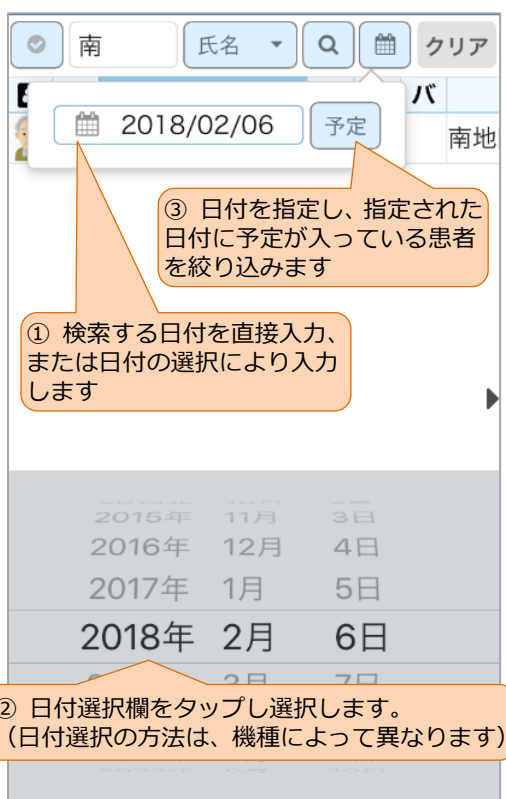 南 氏名 クリア
バ
2018/02/06 予定
南地
③ 日付を指定し、指定された
日付に予定が入っている患者
を絞り込みます
① 検索する日付を直接入力、
または日付の選択により入力
します
2015年 11月 3日
2016年 12月 4日
2017年 1月 5日
2018年 2月 6日
② 日付選択欄をタップし選択します。
（日付選択の方法は、機種によって異なります）